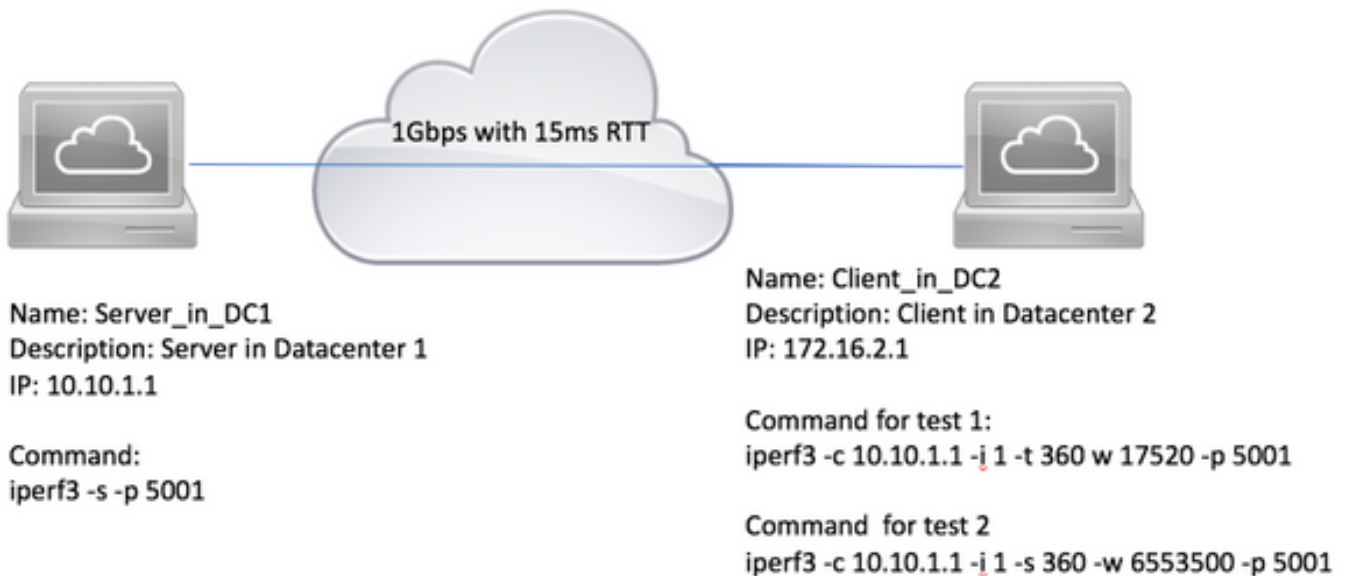 1Gbps with 15ms RTT
Name: Server_in_DC1
Description: Server in Datacenter 1
IP: 10.10.1.1
Command:
iperf3 -s -p 5001
Name: Client_in_DC2
Description: Client in Datacenter 2
IP: 172.16.2.1
Command for test 1:
iperf3 -c 10.10.1.1 -i 1 -t 360 w 17520 -p 5001
Command for test 2
iperf3 -c 10.10.1.1 -i 1 -s 360 -w 6553500 -p 5001